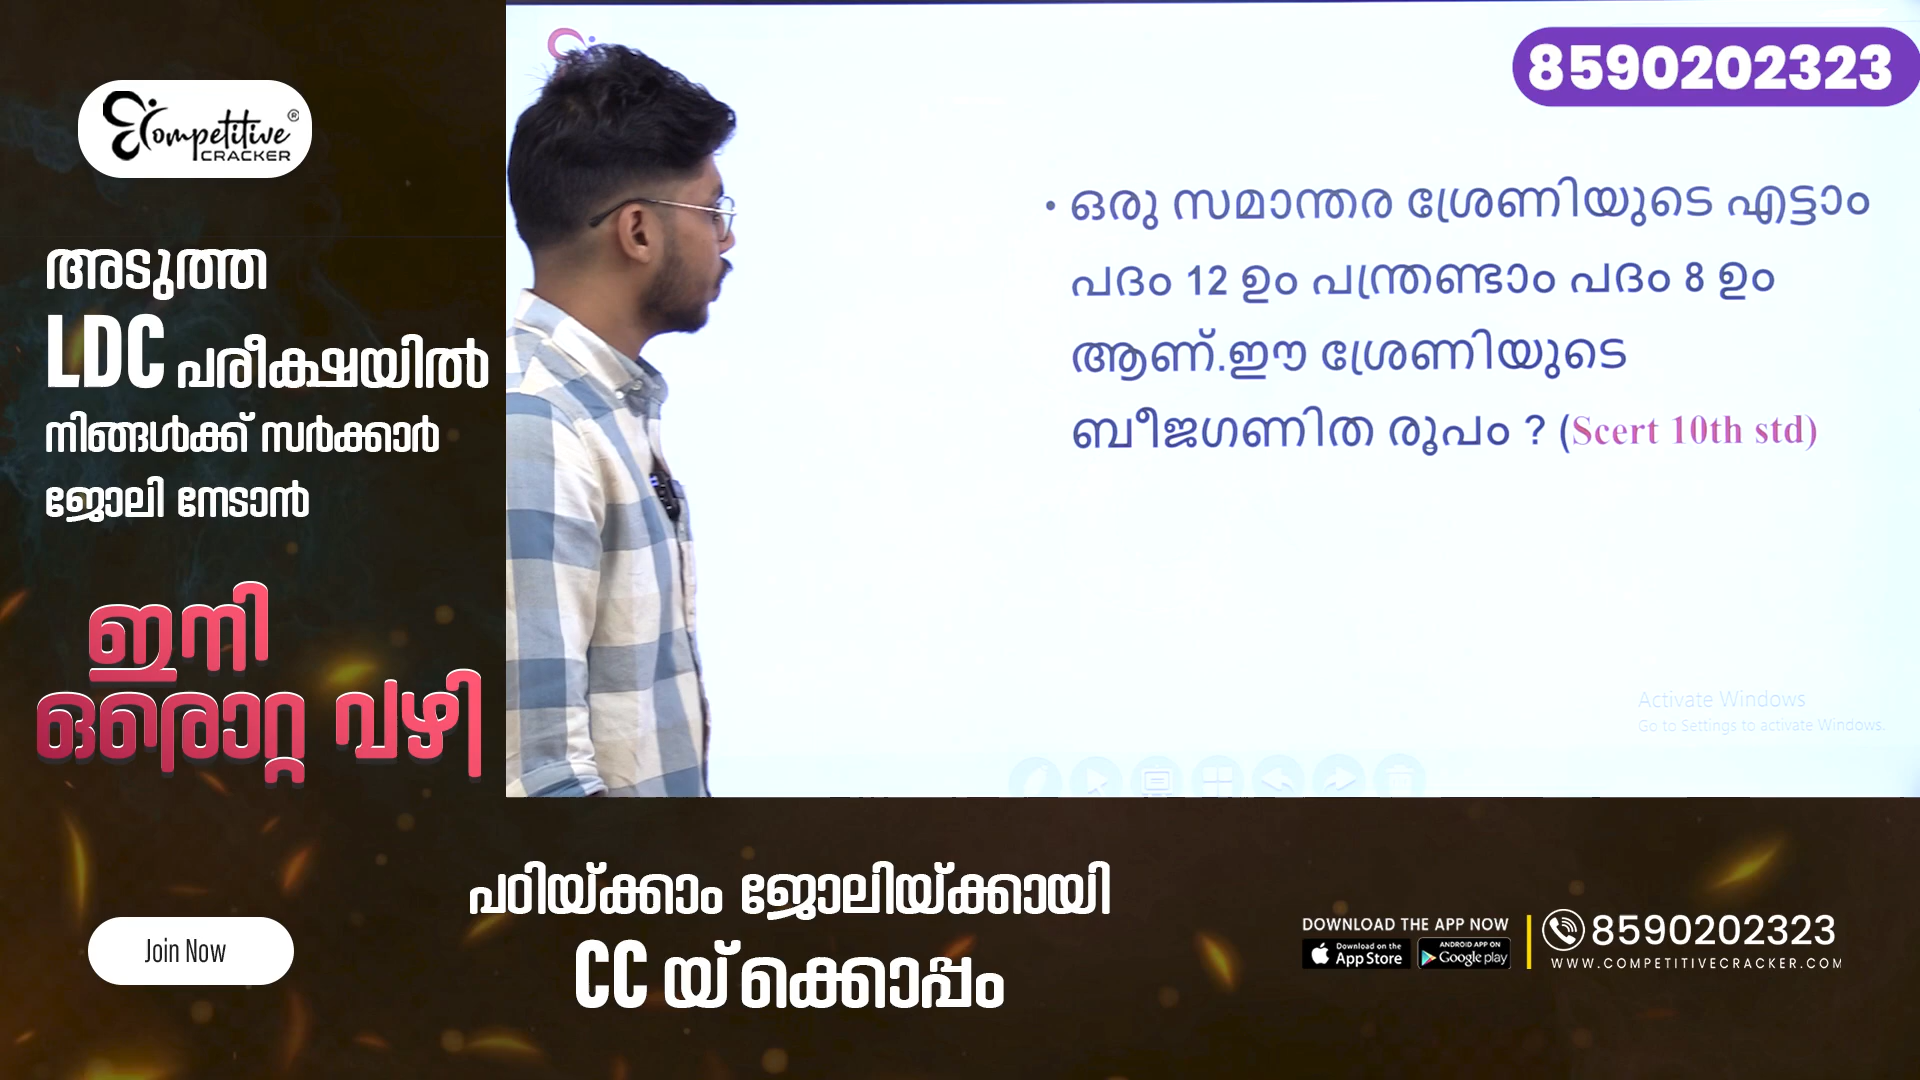 Competitive ®
CRACKER
അടുത്ത
LDC പരീക്ഷയിൽ
നിങ്ങൾക്ക് സർക്കാർ
ജോലി നേടാൻ
ഇനി
ഒരൊറ്റ വഴി
Join Now
8590202323
• ഒരു സമാന്തര ശ്രേണിയുടെ എട്ടാം
പദം 12 ഉം പന്ത്രണ്ടാം പദം 8 ഉം
ആണ്.ഈ ശ്രേണിയുടെ
ബീജഗണിത രൂപം ? (Scert 10th std)
Activate Windows
Go to Settings to activate Windows.
പഠിയ്ക്കാം ജോലിയ്ക്കായി
CC യ്ക്കൊപ്പം
DOWNLOAD THE APP NOW
Download on the
App Store
ANDROID APP ON
Google play
8590202323
WWW.COMPETITIVECRACKER.COM